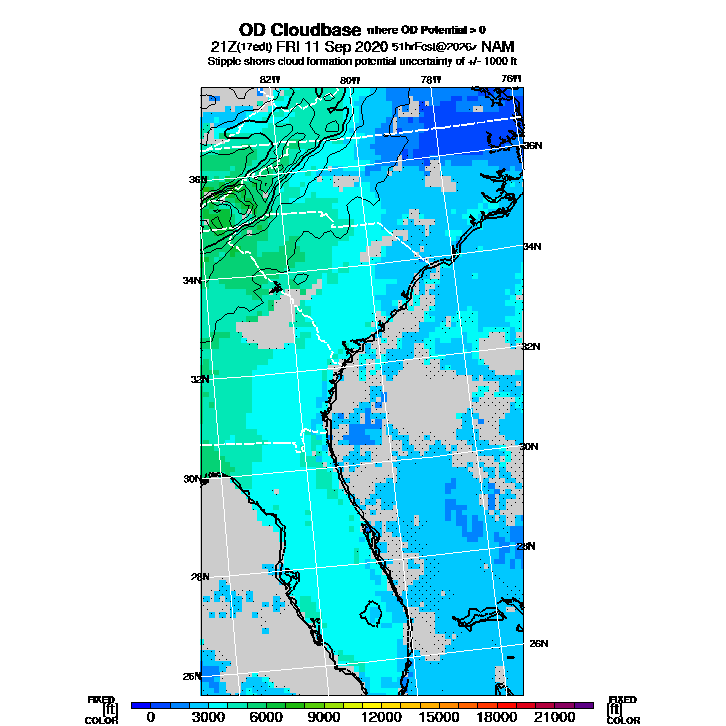 OD Cloudbase where OD Potential > 0
21Z(17edt) FRI 11 Sep 2020 51hrFcst@2026z NAM
Stipple shows cloud formation potential uncertainty of +/- 1000 ft
82W 80W 78W 76W
36N
36N
34N
34N
32N
32N
30N
30N
28N
28N
26N
26N
FIXED FIXED
[ft] 0 3000 6000 9000 12000 15000 18000 21000 [ft]
COLOR COLOR